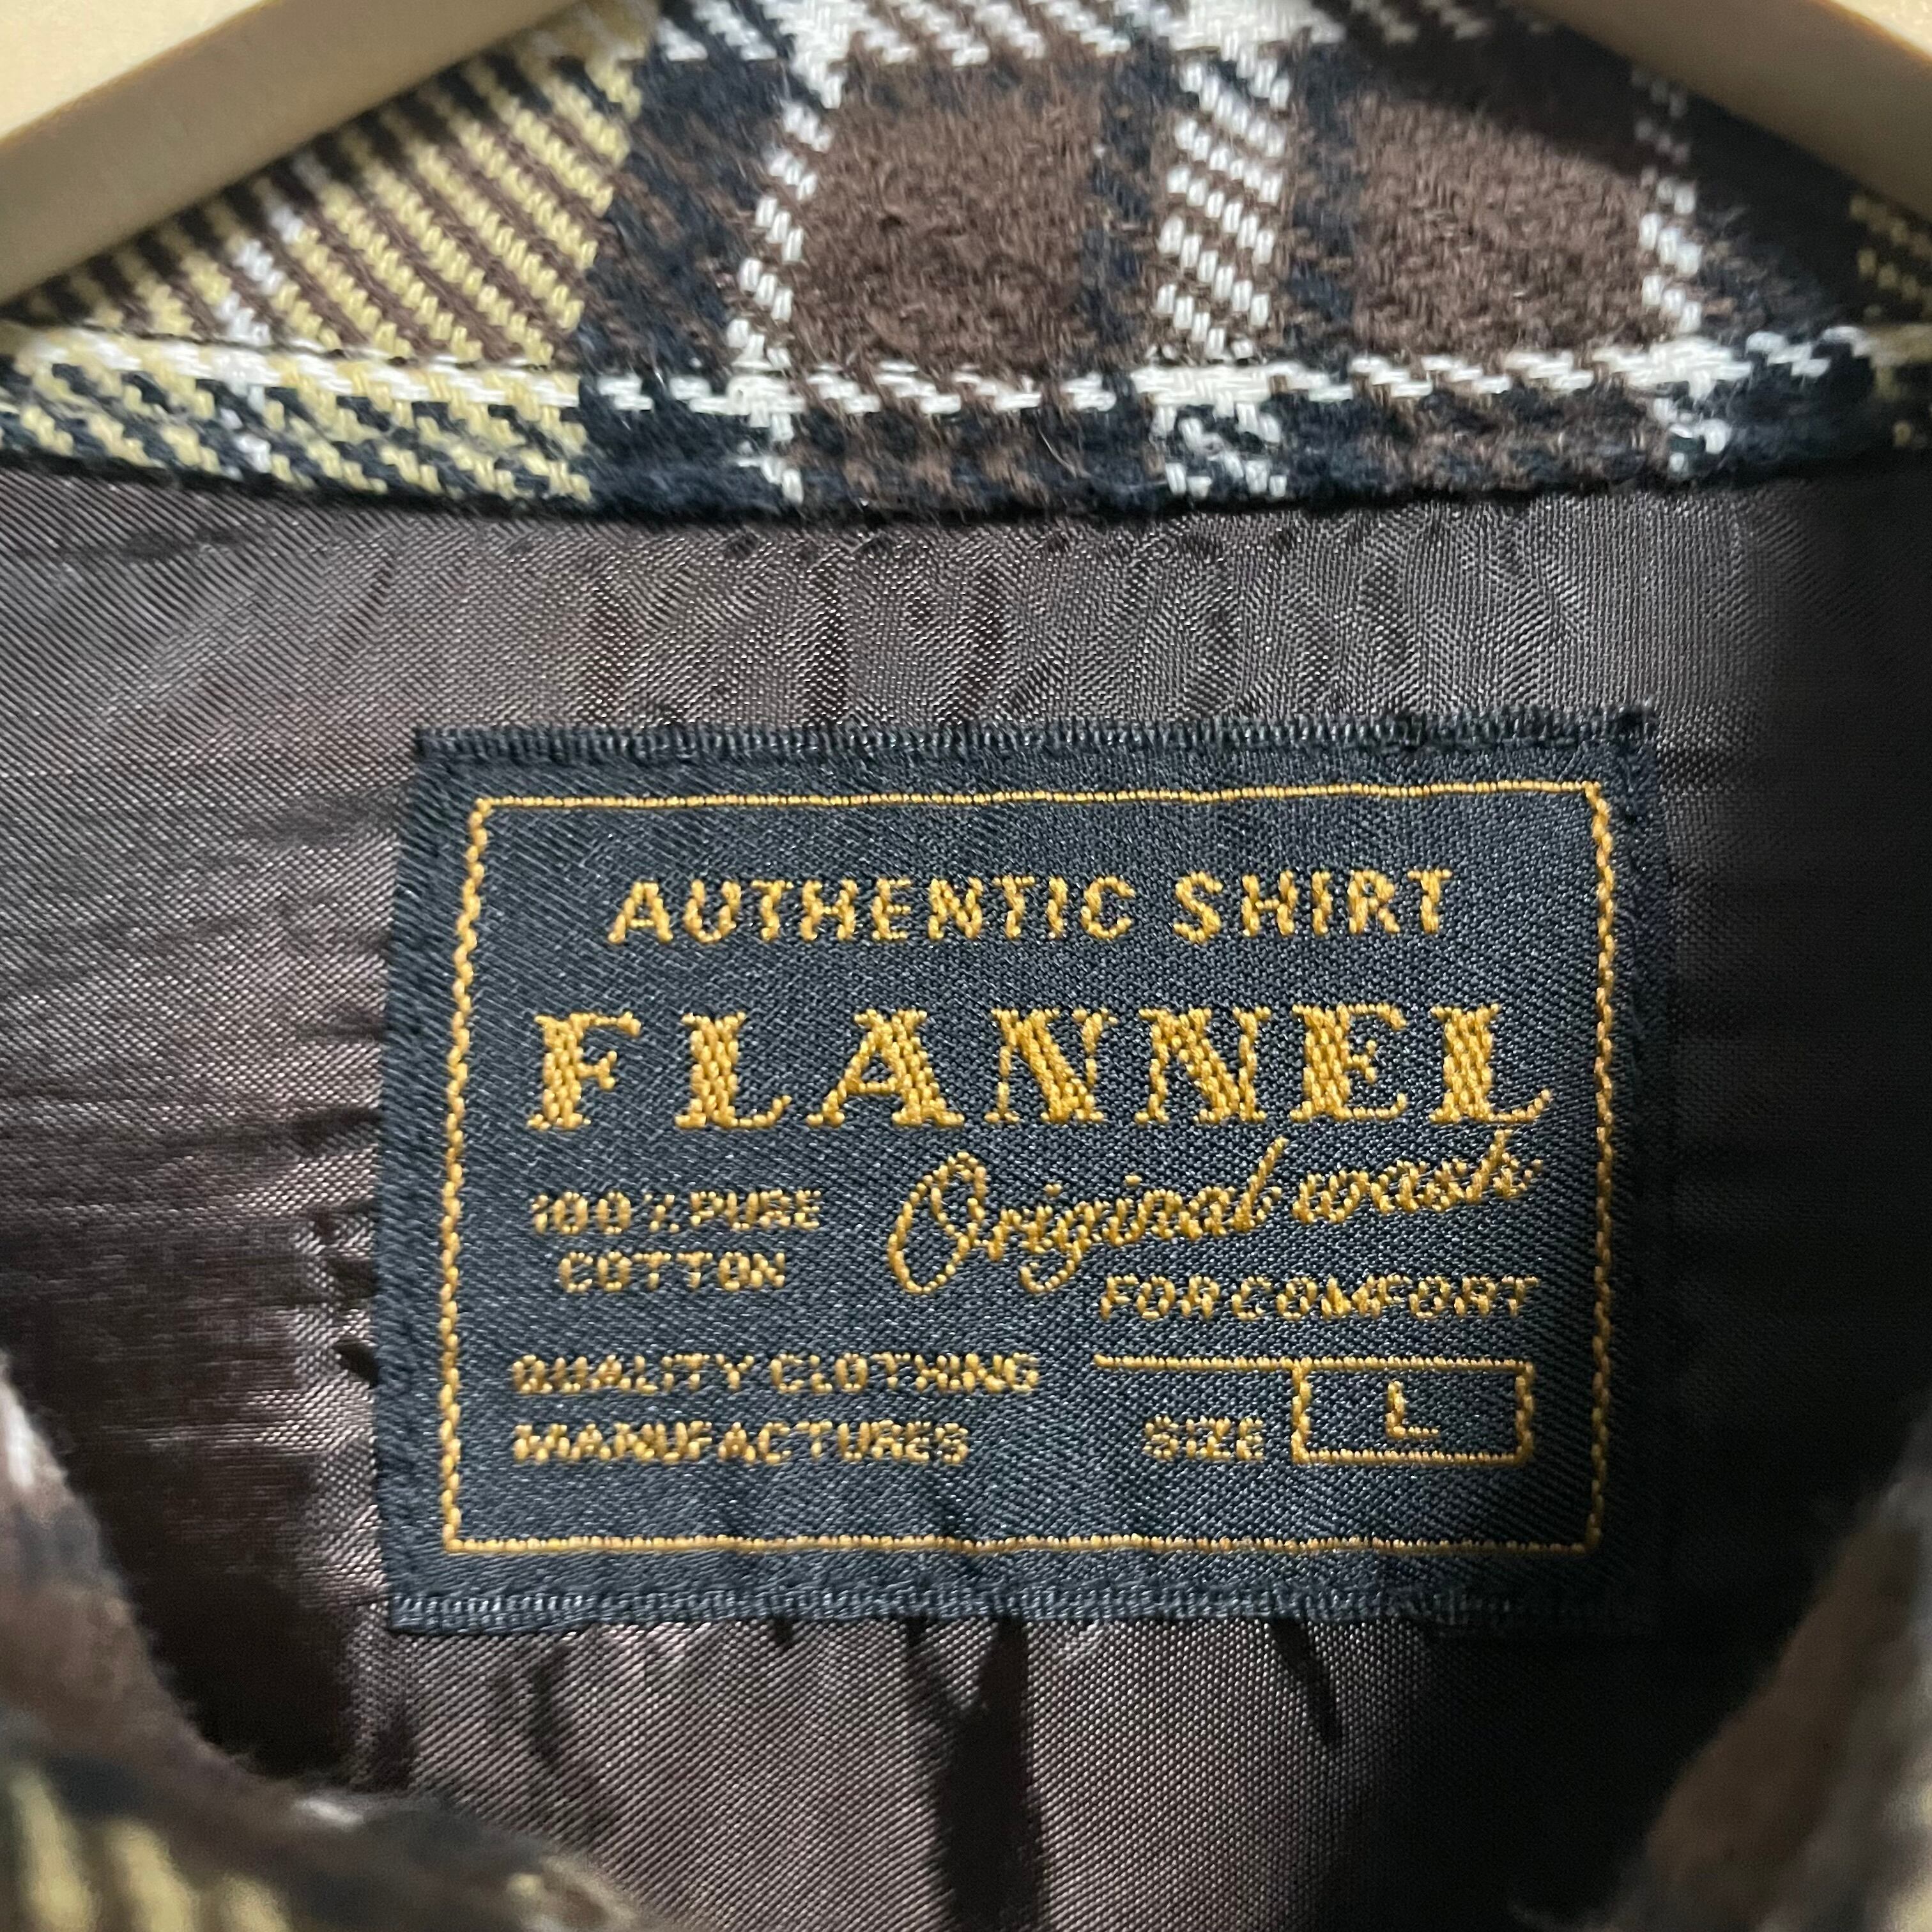 AUTHENTIC SHIRT
FLANNEL
Original wash
100% PURE
COTTON
FOR COMFORT
QUALITY CLOTHING
MANUFACTURES
SIZE L